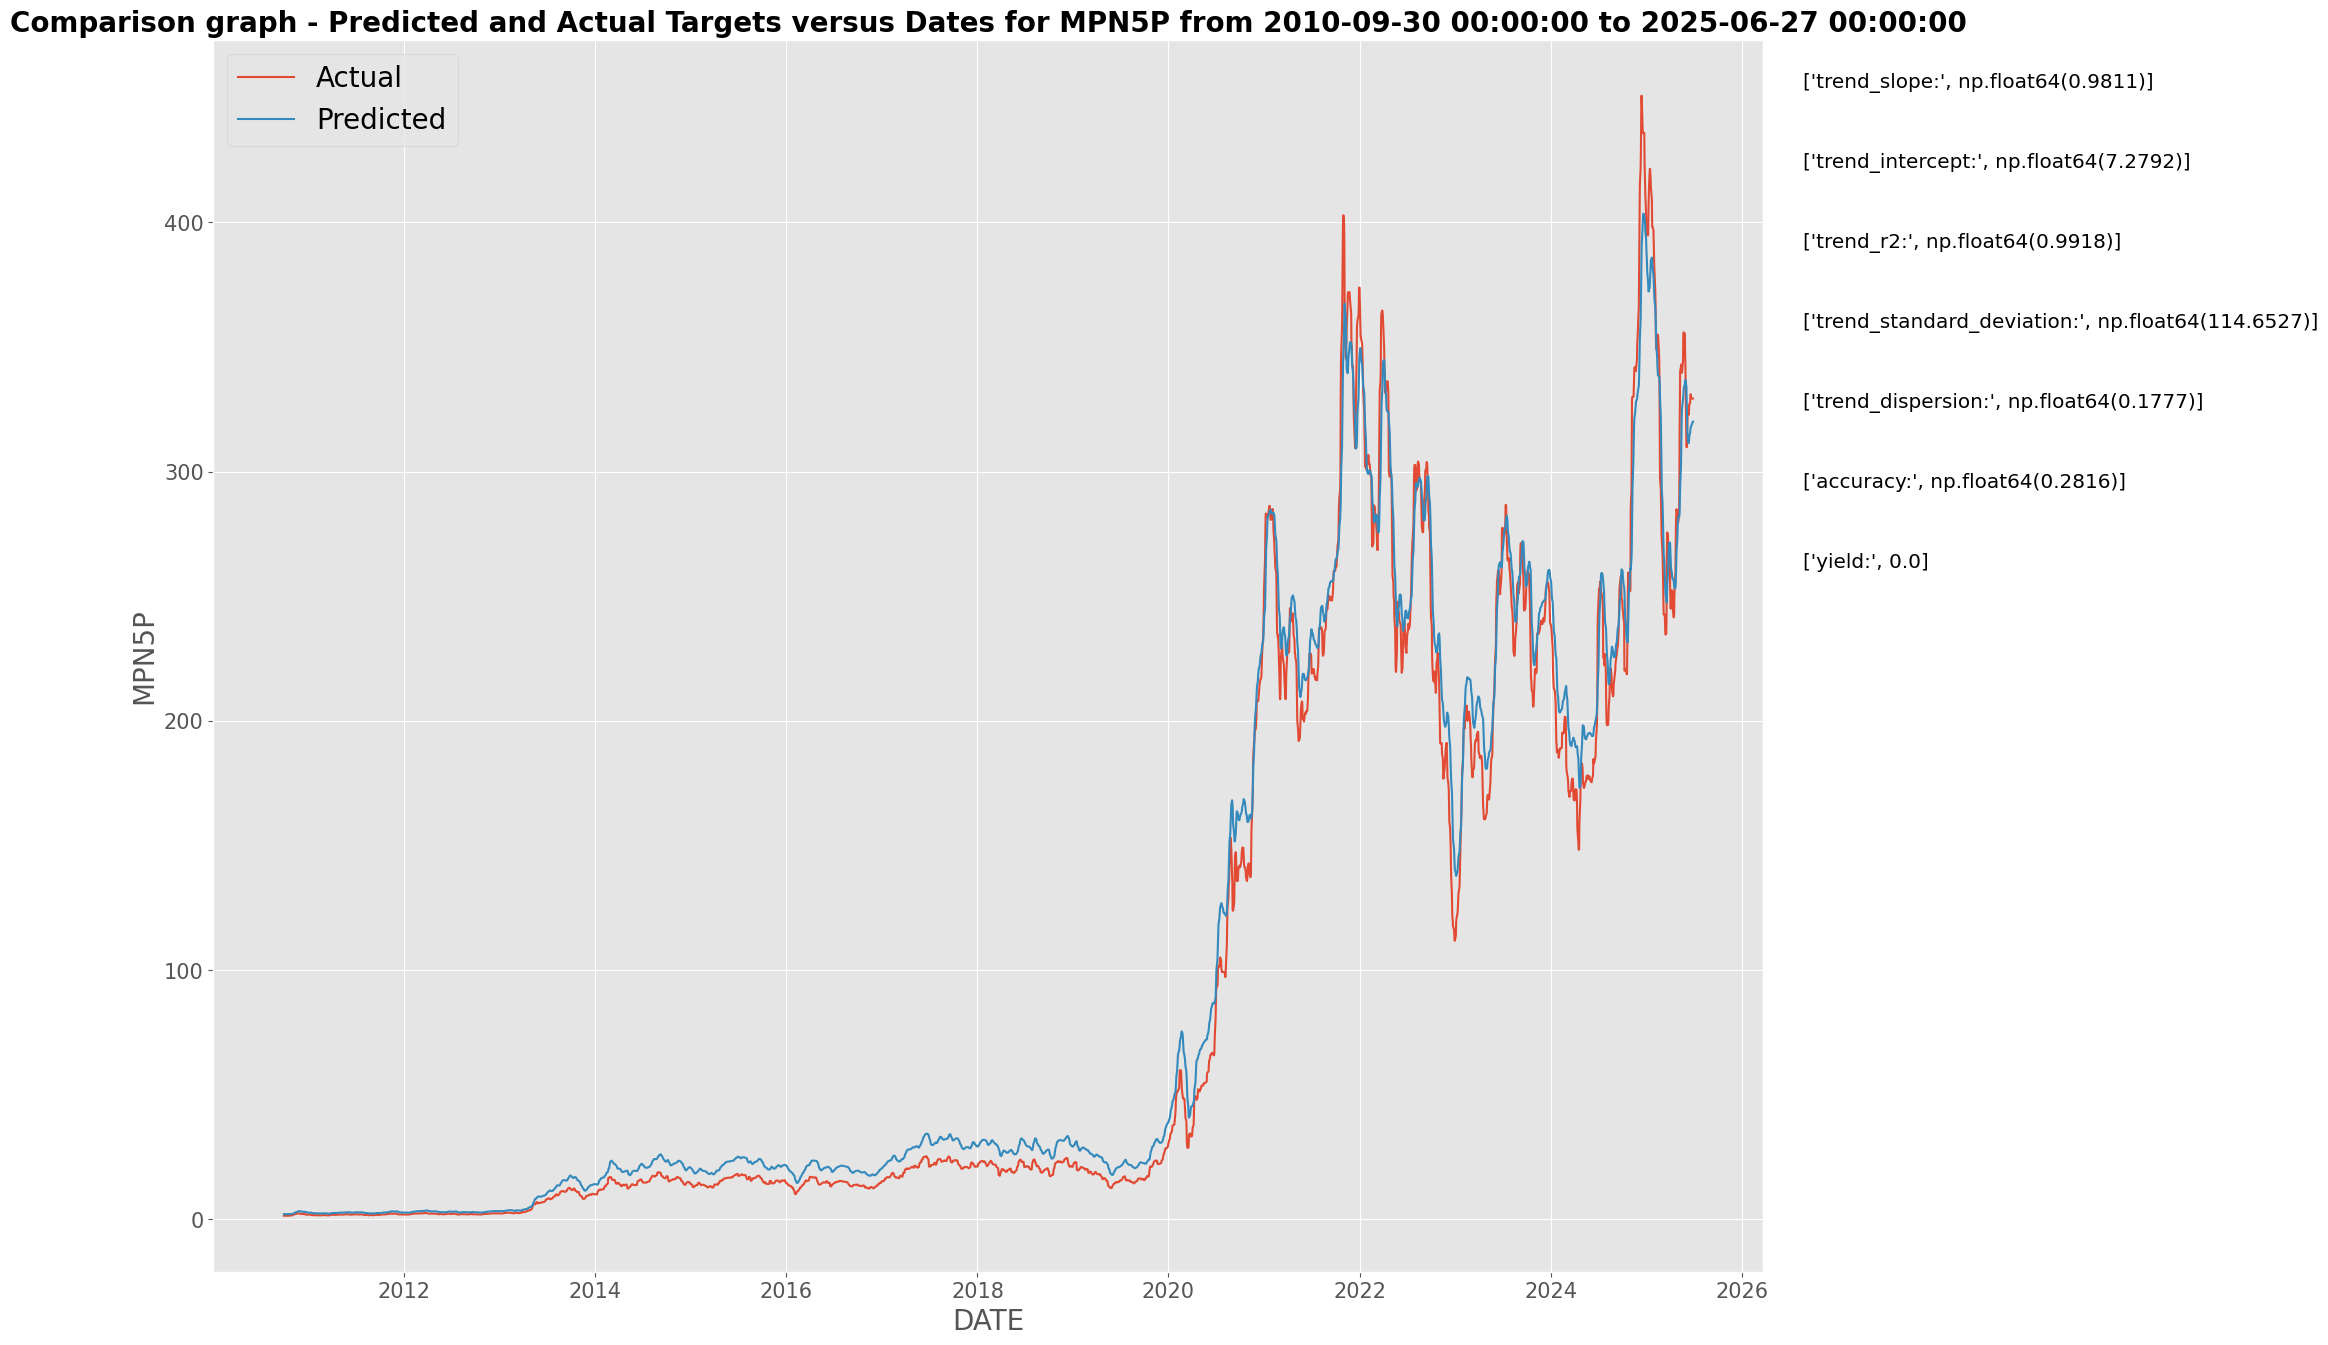 Comparison graph - Predicted and Actual Targets versus Dates for MPN5P from 2010-09-30 00:00:00 to 2025-06-27 00:00:00
Actual
Predicted
['trend_slope:', np.float64(0.9811)]
['trend_intercept:', np.float64(7.2792)]
['trend_r2:', np.float64(0.9918)]
['trend_standard_deviation:', np.float64(114.6527)]
['trend_dispersion:', np.float64(0.1777)]
['accuracy:', np.float64(0.2816)]
['yield:', 0.0]
MPN5P
400
300
200
100
0
2012 2014 2016 2018 2020 2022 2024 2026
DATE